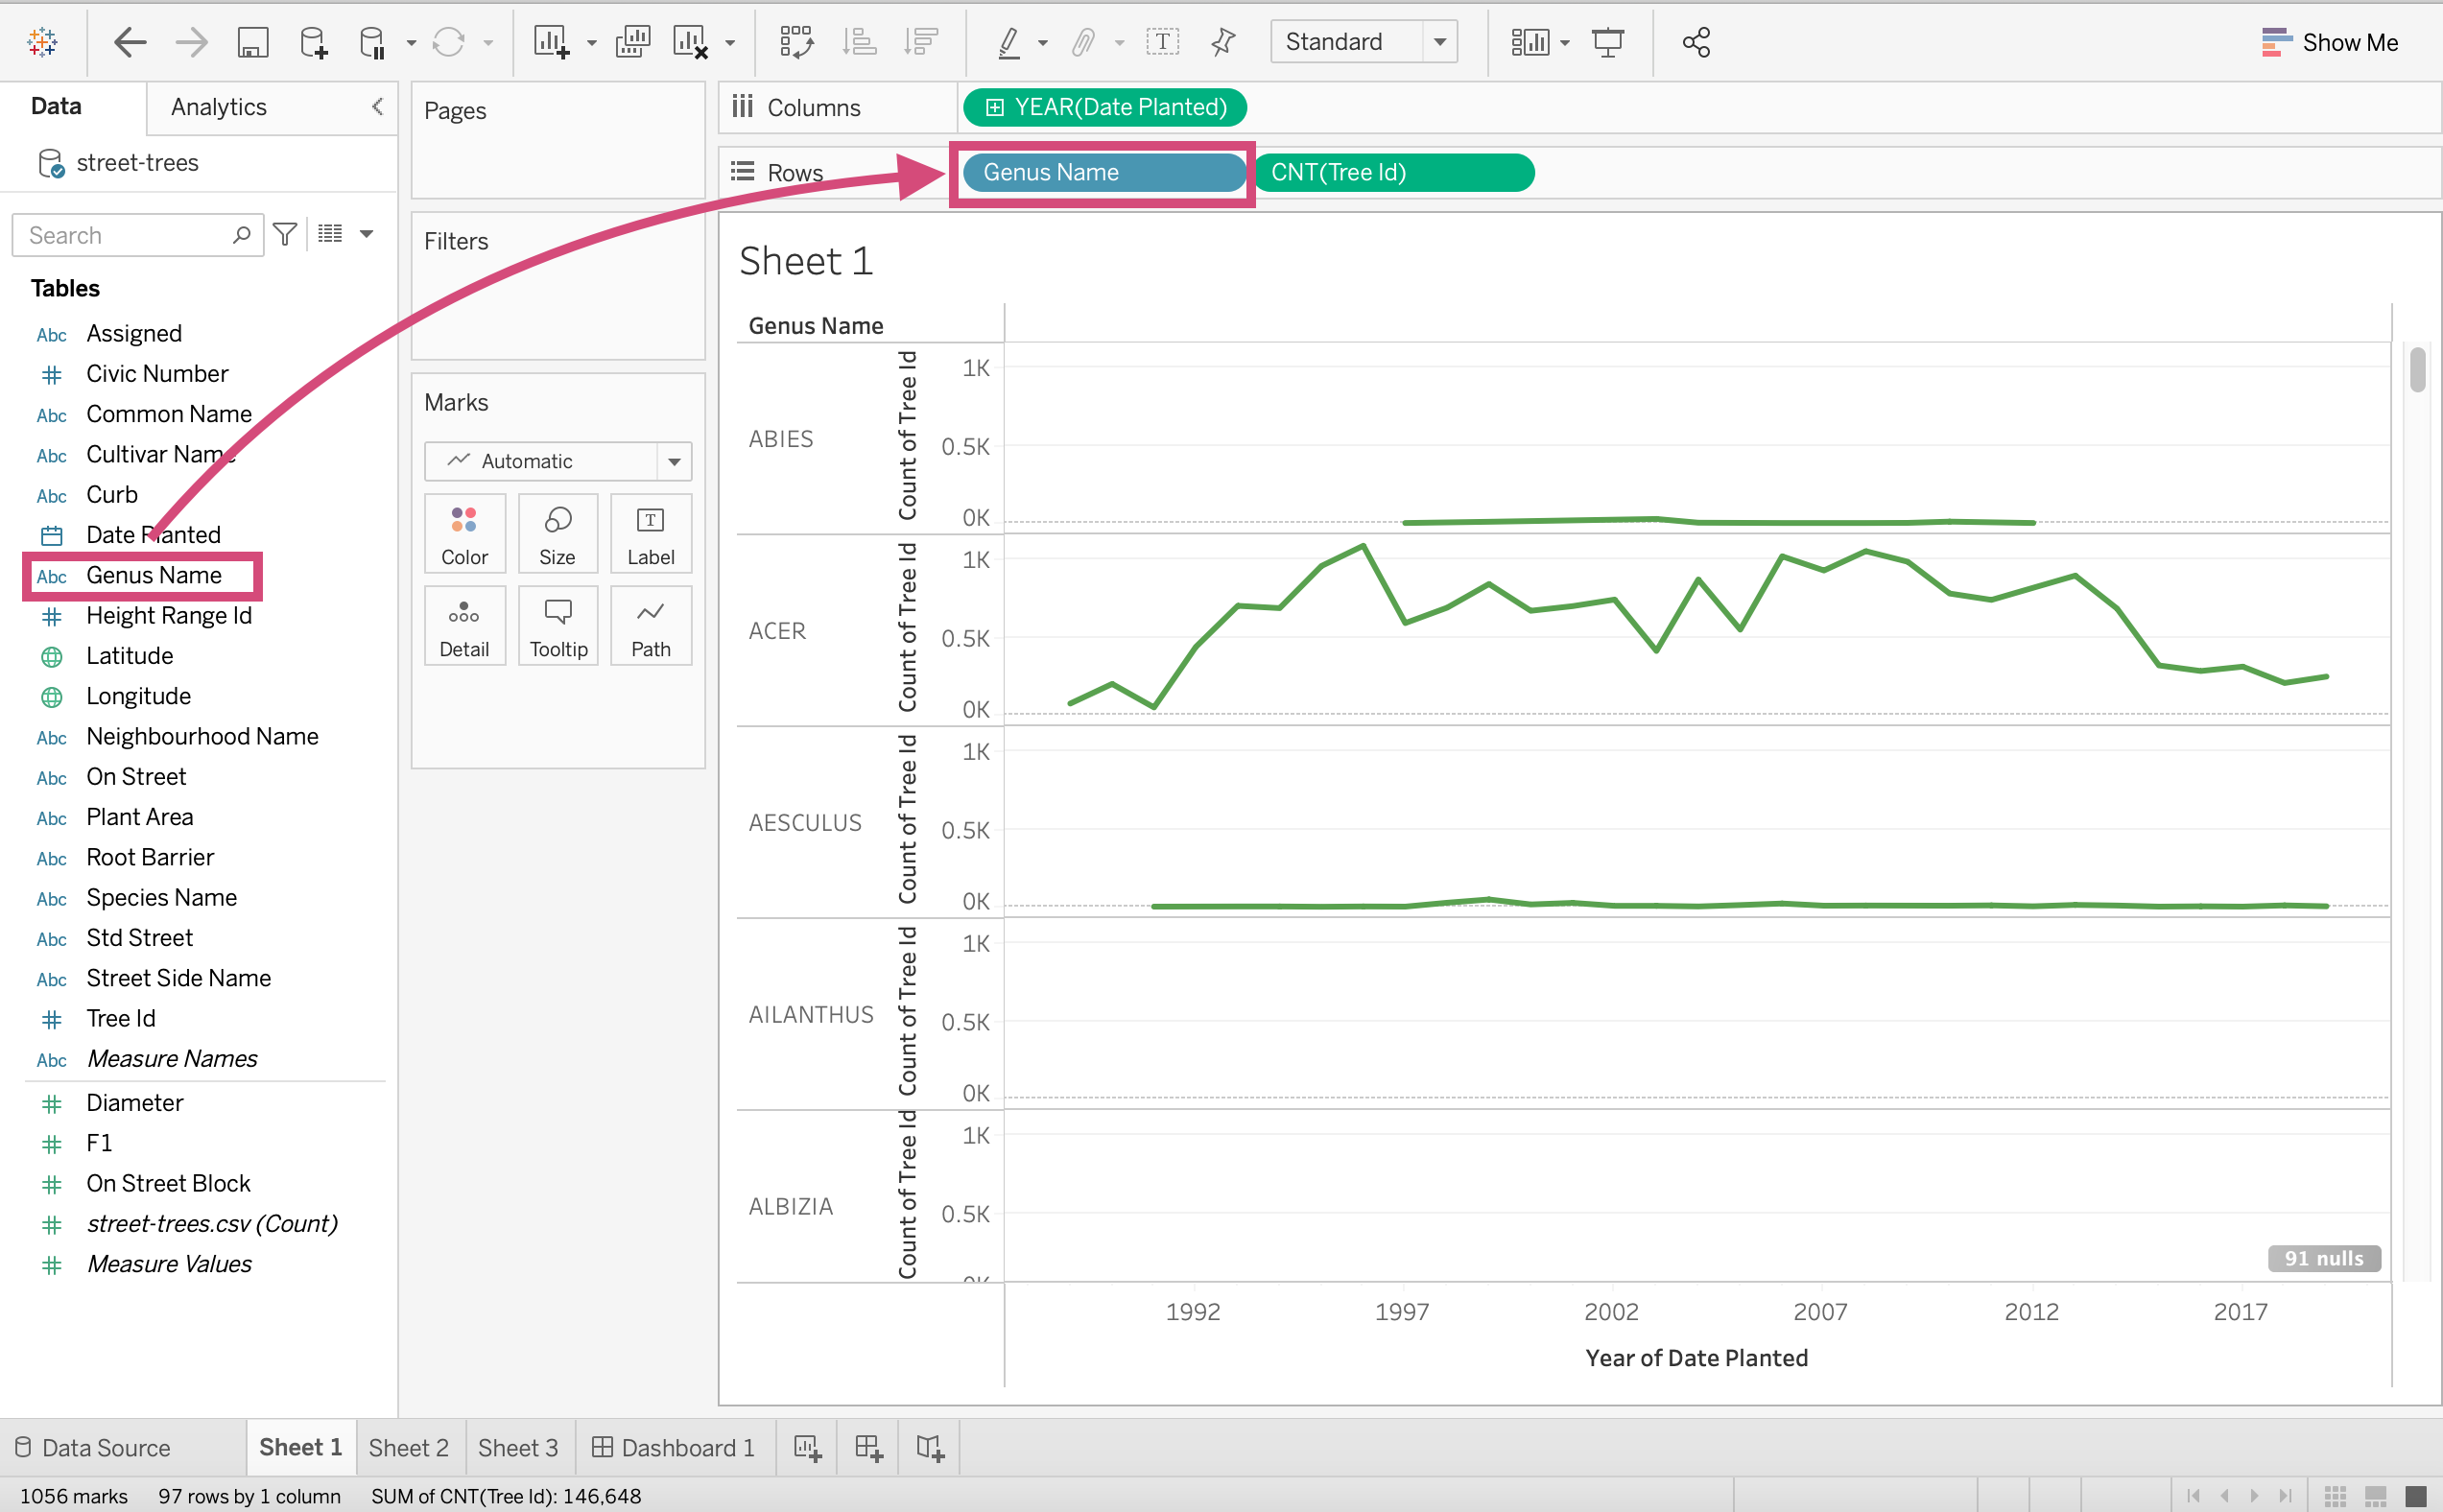 Standard
Show Me
Data
Analytics
street-trees
Search
Tables
Abc Assigned
Civic Number
Abc Common Name
Abc Cultivar Name
Abc Curb
Date Planted
Abc Genus Name
Height Range Id
Latitude
Longitude
Abc Neighbourhood Name
Abc On Street
Abc Plant Area
Abc Root Barrier
Abc Species Name
Abc Std Street
Abc Street Side Name
Tree Id
Abc Measure Names
Diameter
F1
On Street Block
street-trees.csv (Count)
Measure Values
Pages
Filters
Marks
Automatic
Color
Size
T
Label
Detail
Tooltip
Path
Columns
YEAR(Date Planted)
Rows
Genus Name
CNT(Tree Id)
Sheet 1
Genus Name
ABIES
Count of Tree Id
1K
0.5K
0K
ACER
Count of Tree Id
1K
0.5K
0K
AESCULUS
Count of Tree Id
1K
0.5K
0K
AILANTHUS
Count of Tree Id
1K
0.5K
0K
ALBIZIA
Count of Tree Id
1K
0.5K
0K
91 nulls
1992
1997
2002
2007
2012
2017
Year of Date Planted
Data Source
Sheet 1
Sheet 2
Sheet 3
Dashboard 1
1056 marks
97 rows by 1 column
SUM of CNT(Tree Id): 146,648